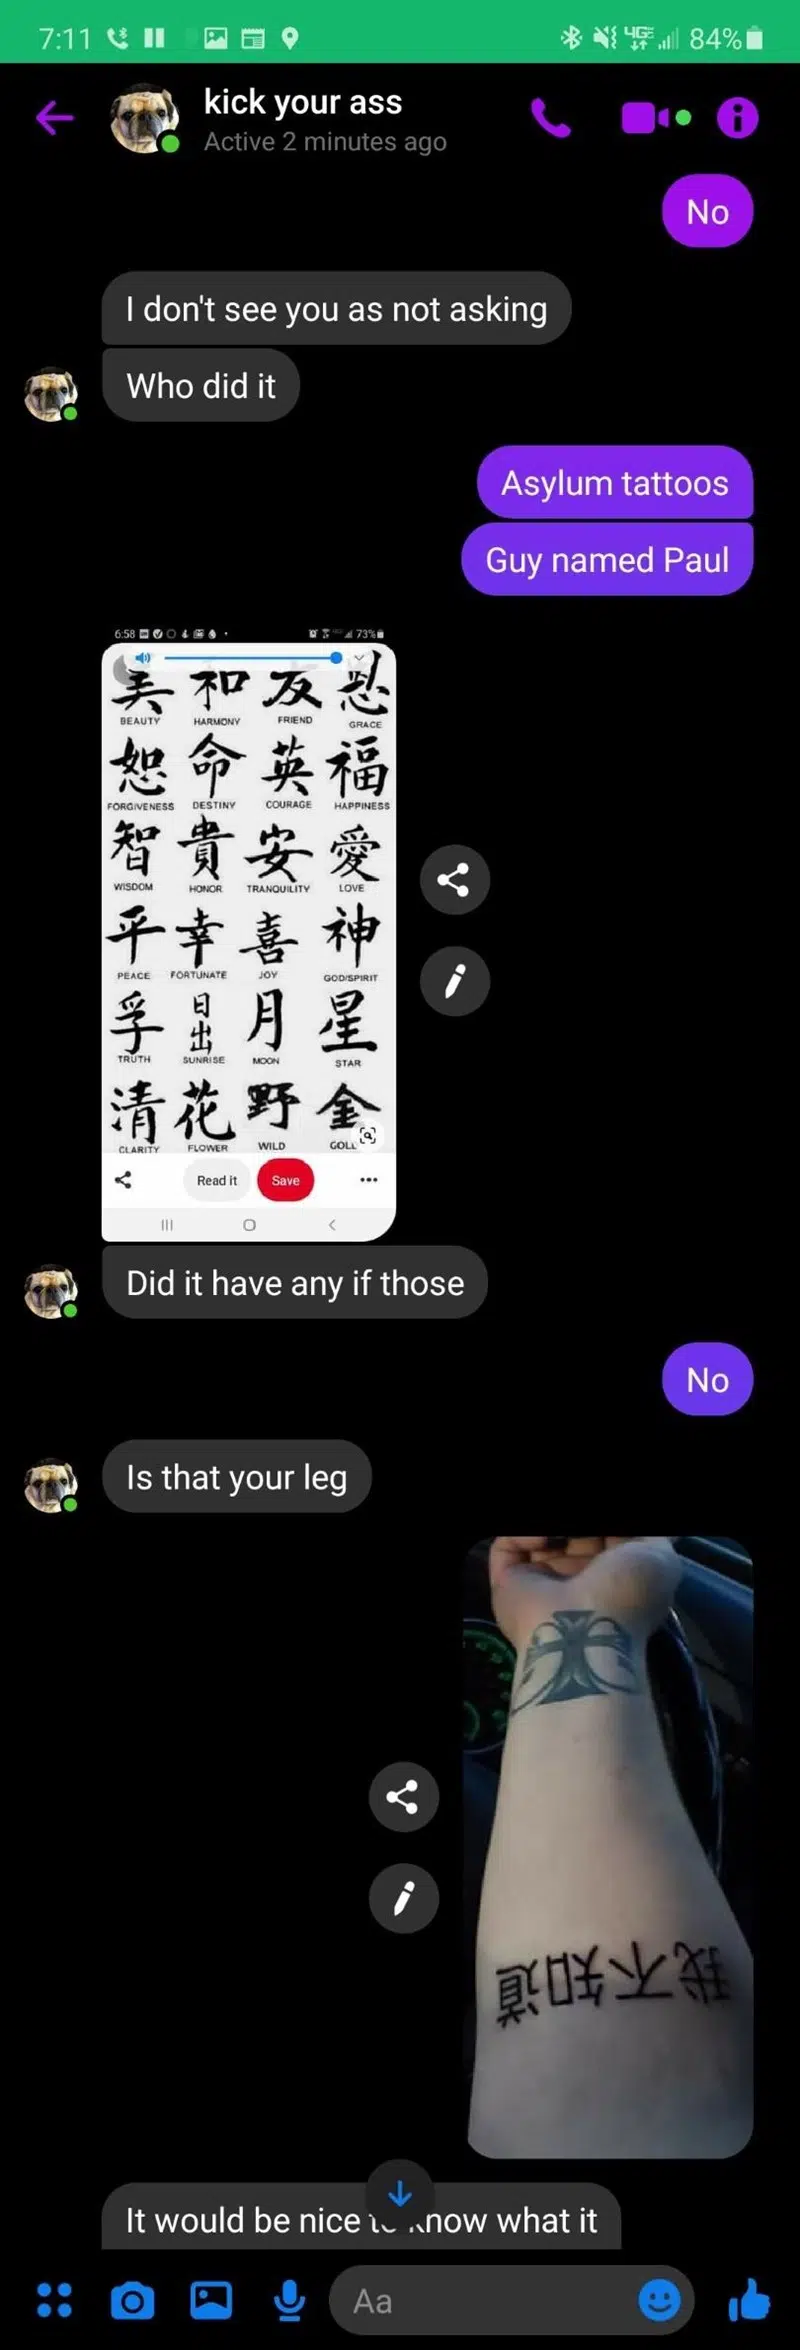 7:11 4GE 84%
kick your ass
Active 2 minutes ago
No
I don't see you as not asking
Who did it
Asylum tattoos
Guy named Paul
6:58 73%
美 和 友 恩
BEAUTY HARMONY FRIEND GRACE
恕 命 英 福
FORGIVENESS DESTINY COURAGE HAPPINESS
智 貴 安 愛
WISDOM HONOR TRANQUILITY LOVE
平 幸 喜 神
PEACE FORTUNATE JOY GOD/SPIRIT
孚 日出 月 星
TRUTH SUNRISE MOON STAR
清 花 野 金
CLARITY FLOWER WILD GOLD
Read it Save
Did it have any if those
No
Is that your leg
我不知道
It would be nice to know what it
Aa